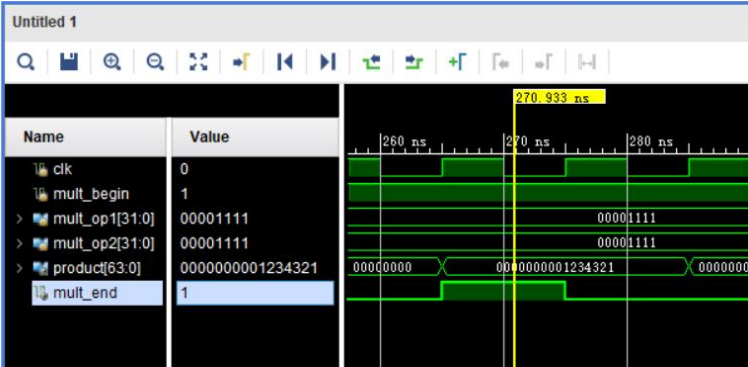 Untitled 1
270.933 ns
Name Value
260 ns 270 ns 280 ns
clk 0
mult_begin 1
mult_op1[31:0] 00001111 00001111
mult_op2[31:0] 00001111 00001111
product[63:0] 0000000001234321 00000000 0000000001234321 0000000
mult_end 1